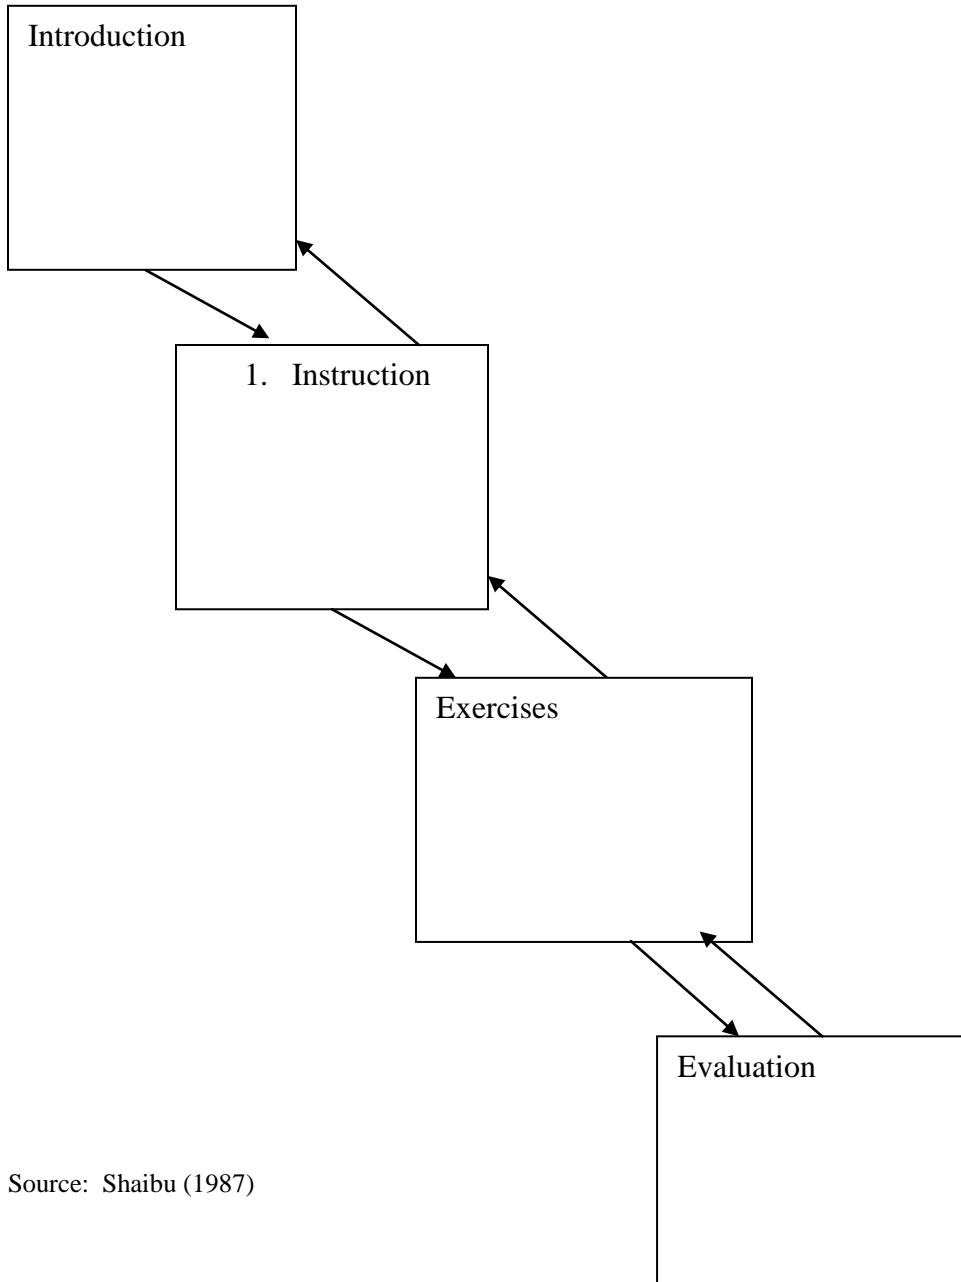 Introduction
1. Instruction
Exercises
Evaluation
Source: Shaibu (1987)